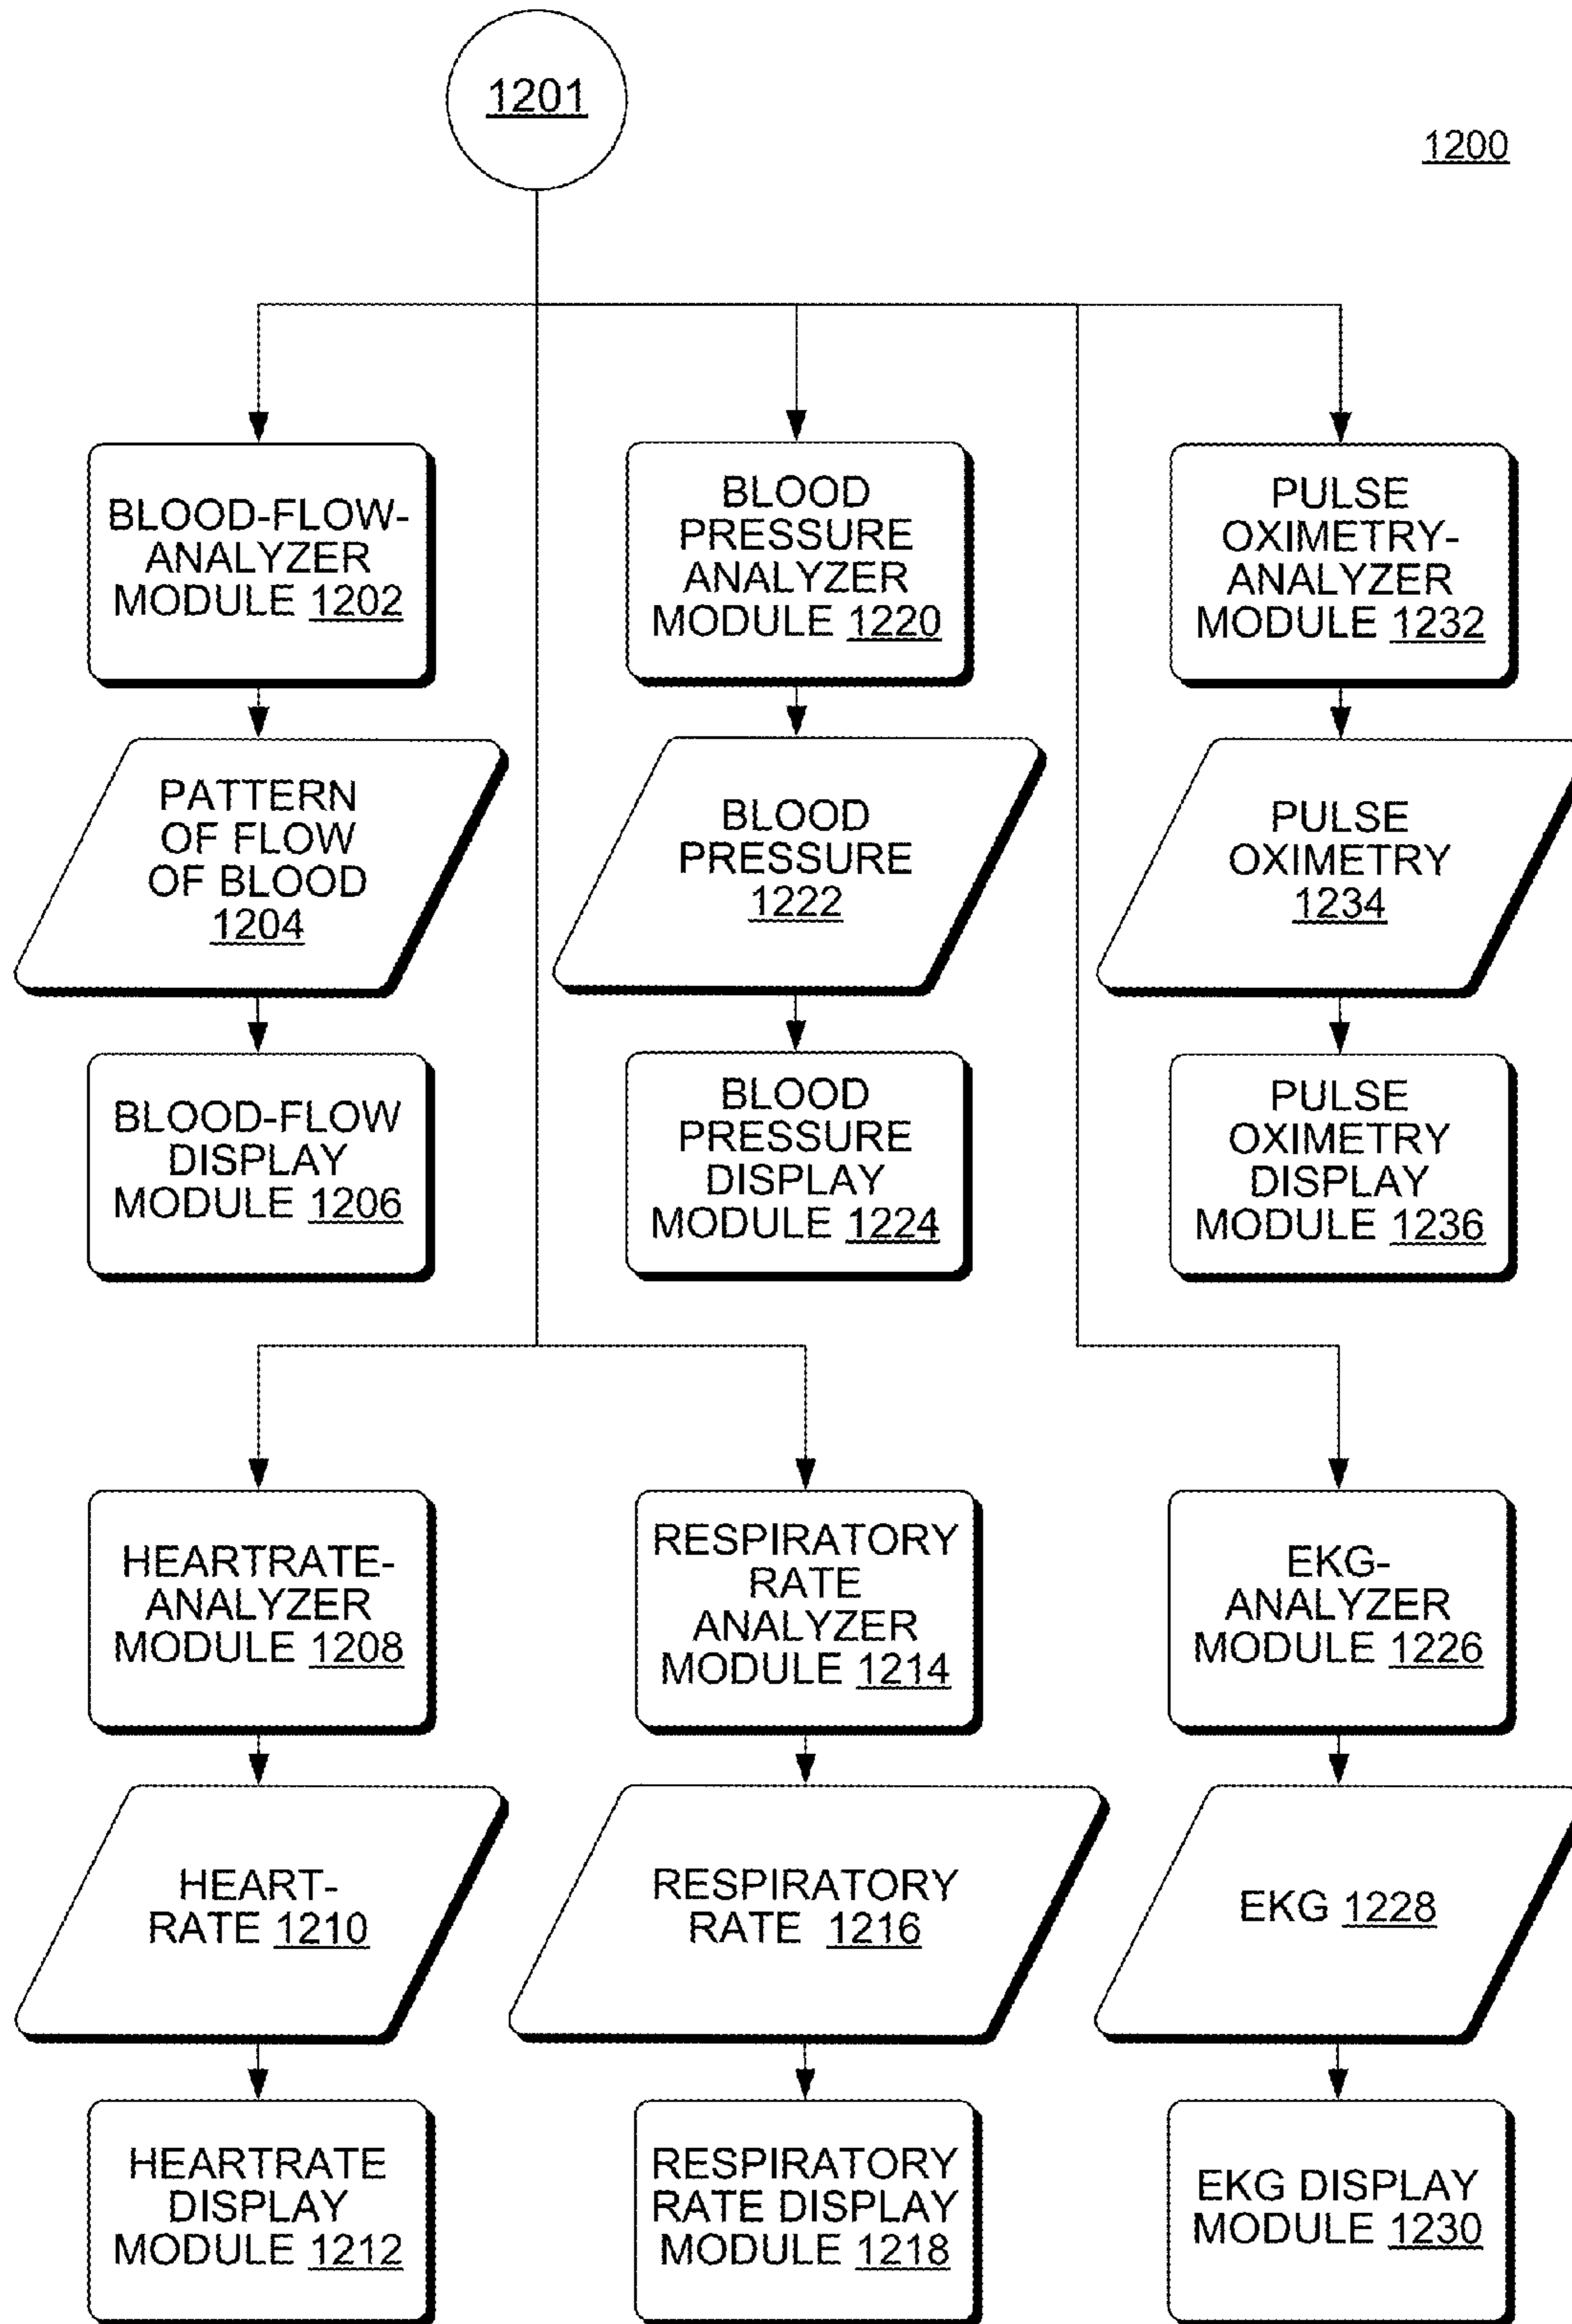 1201
1200
BLOOD-FLOW-
ANALYZER
MODULE 1202
BLOOD
PRESSURE
ANALYZER
MODULE 1220
PULSE
OXIMETRY-
ANALYZER
MODULE 1232
PATTERN
OF FLOW
OF BLOOD
1204
BLOOD
PRESSURE
1222
PULSE
OXIMETRY
1234
BLOOD-FLOW
DISPLAY
MODULE 1206
BLOOD
PRESSURE
DISPLAY
MODULE 1224
PULSE
OXIMETRY
DISPLAY
MODULE 1236
HEARTRATE-
ANALYZER
MODULE 1208
RESPIRATORY
RATE
ANALYZER
MODULE 1214
EKG-
ANALYZER
MODULE 1226
HEART-
RATE 1210
RESPIRATORY
RATE 1216
EKG 1228
HEARTRATE
DISPLAY
MODULE 1212
RESPIRATORY
RATE DISPLAY
MODULE 1218
EKG DISPLAY
MODULE 1230